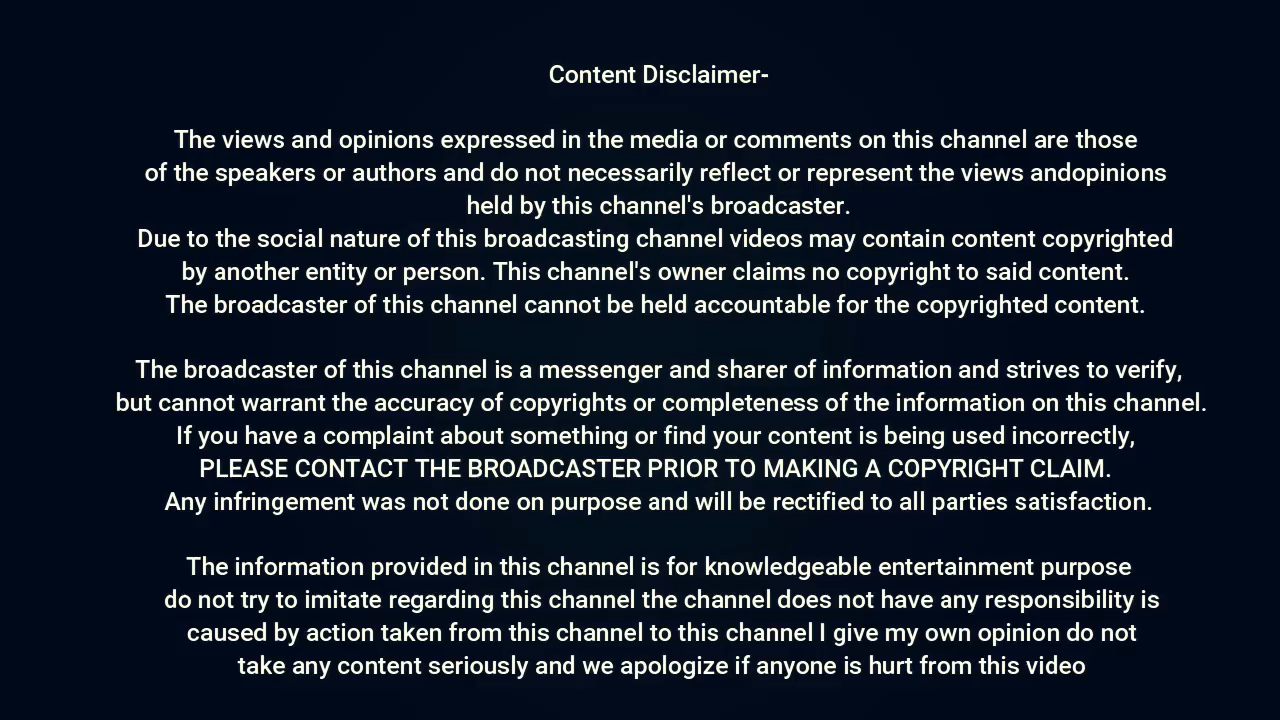 Content Disclaimer-
The views and opinions expressed in the media or comments on this channel are those
of the speakers or authors and do not necessarily reflect or represent the views andopinions
held by this channel's broadcaster.
Due to the social nature of this broadcasting channel videos may contain content copyrighted
by another entity or person. This channel's owner claims no copyright to said content.
The broadcaster of this channel cannot be held accountable for the copyrighted content.
The broadcaster of this channel is a messenger and sharer of information and strives to verify,
but cannot warrant the accuracy of copyrights or completeness of the information on this channel.
If you have a complaint about something or find your content is being used incorrectly,
PLEASE CONTACT THE BROADCASTER PRIOR TO MAKING A COPYRIGHT CLAIM.
Any infringement was not done on purpose and will be rectified to all parties satisfaction.
The information provided in this channel is for knowledgeable entertainment purpose
do not try to imitate regarding this channel the channel does not have any responsibility is
caused by action taken from this channel to this channel I give my own opinion do not
take any content seriously and we apologize if anyone is hurt from this video